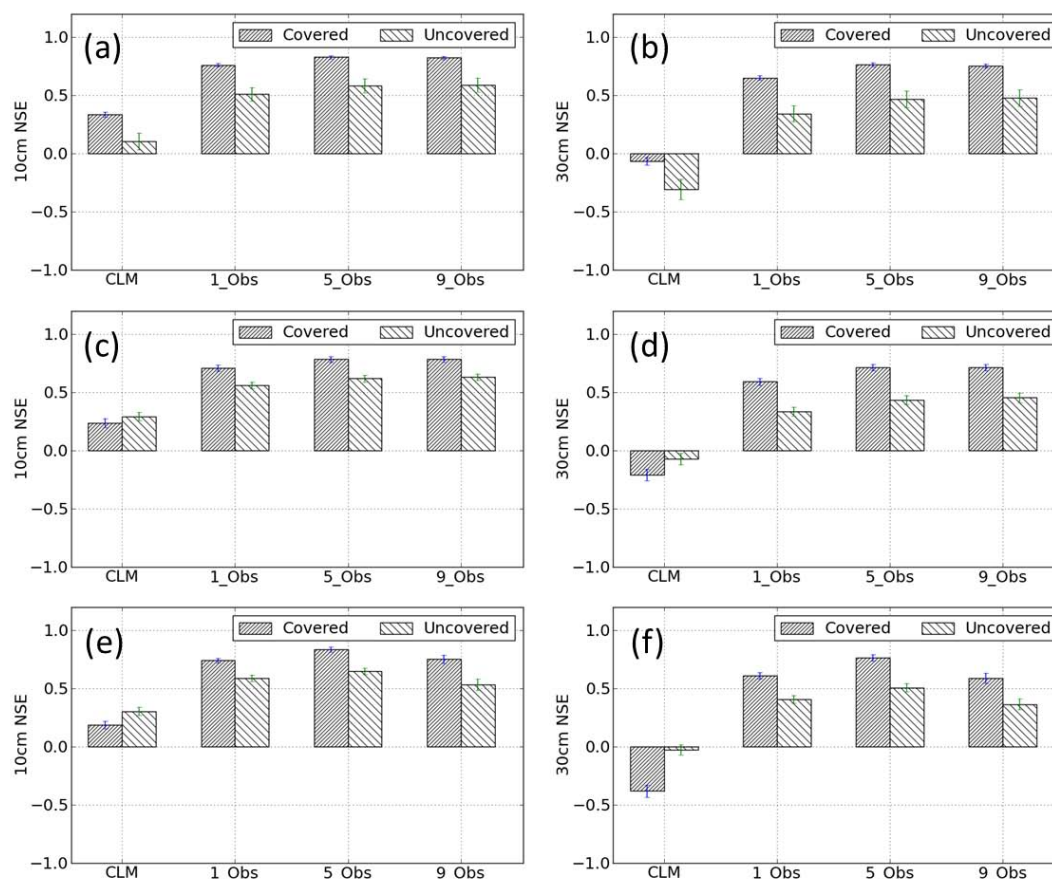 (a)
Covered Uncovered
10cm NSE
1.0
0.5
0.0
−0.5
−1.0
CLM 1_Obs 5_Obs 9_Obs
(b)
Covered Uncovered
30cm NSE
1.0
0.5
0.0
−0.5
−1.0
CLM 1_Obs 5_Obs 9_Obs
(c)
Covered Uncovered
10cm NSE
1.0
0.5
0.0
−0.5
−1.0
CLM 1_Obs 5_Obs 9_Obs
(d)
Covered Uncovered
30cm NSE
1.0
0.5
0.0
−0.5
−1.0
CLM 1_Obs 5_Obs 9_Obs
(e)
Covered Uncovered
10cm NSE
1.0
0.5
0.0
−0.5
−1.0
CLM 1_Obs 5_Obs 9_Obs
(f)
Covered Uncovered
30cm NSE
1.0
0.5
0.0
−0.5
−1.0
CLM 1_Obs 5_Obs 9_Obs